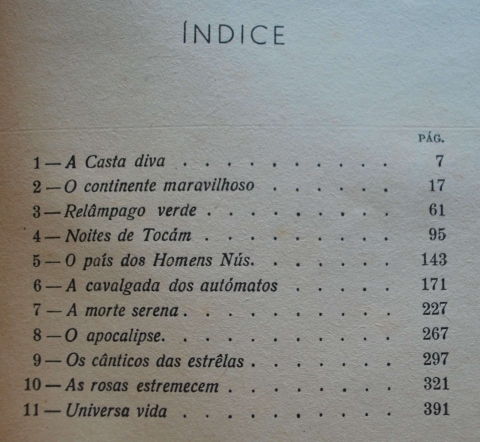 ÍNDICE
PÁG.
1 — A Casta diva . . . . . . . . . 7
2 — O continente maravilhoso . . . . . . 17
3 — Relâmpago verde . . . . . . . . 61
4 — Noites de Tocám . . . . . . . . 95
5 — O país dos Homens Nús. . . . . . . 143
6 — A cavalgada dos autómatos . . . . . 171
7 — A morte serena . . . . . . . . . 227
8 — O apocalipse. . . . . . . . . . 267
9 — Os cânticos das estrêlas . . . . . . 297
10 — As rosas estremecem . . . . . . . 321
11 — Universa vida . . . . . . . . . 391